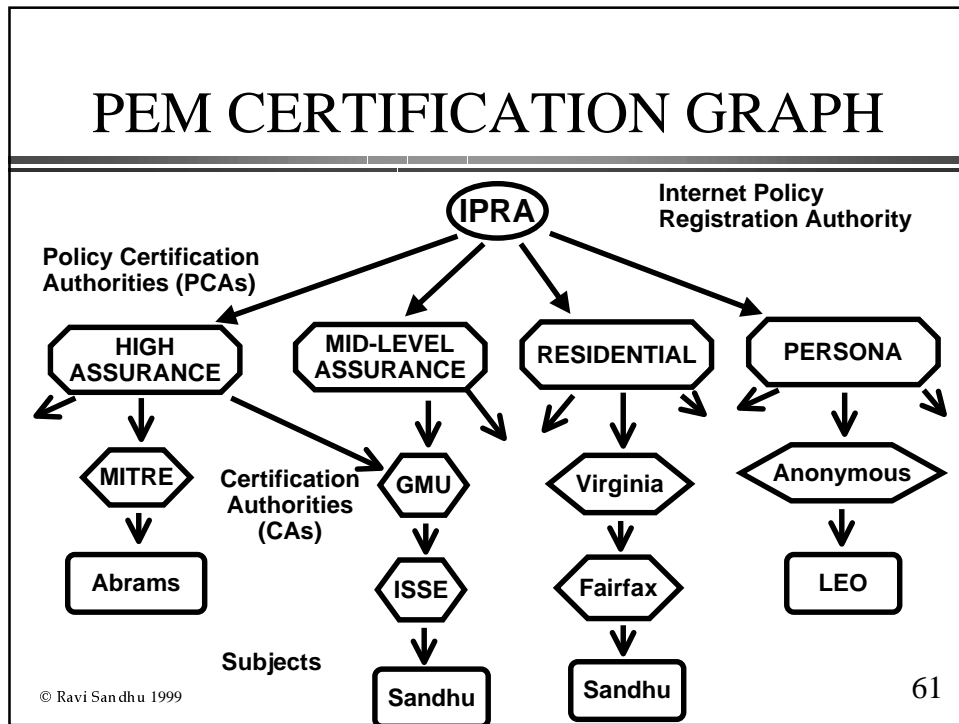 PEM CERTIFICATION GRAPH
IPRA
Internet Policy
Registration Authority
Policy Certification
Authorities (PCAs)
HIGH
ASSURANCE
MID-LEVEL
ASSURANCE
RESIDENTIAL
PERSONA
MITRE
Certification
Authorities
(CAs)
GMU
Virginia
Anonymous
Abrams
ISSE
Fairfax
LEO
Subjects
Sandhu
Sandhu
© Ravi Sandhu 1999
61